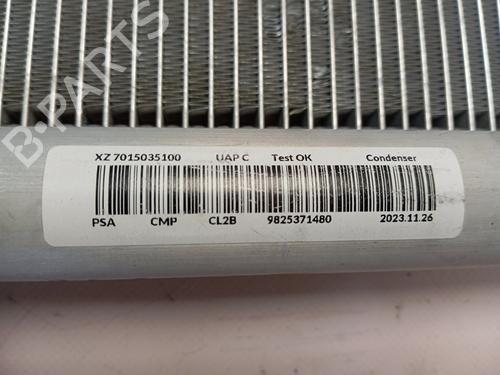 B-PARTS
XZ 7015035100 UAP C Test OK Condenser
PSA CMP CL2B 9825371480 2023.11.26